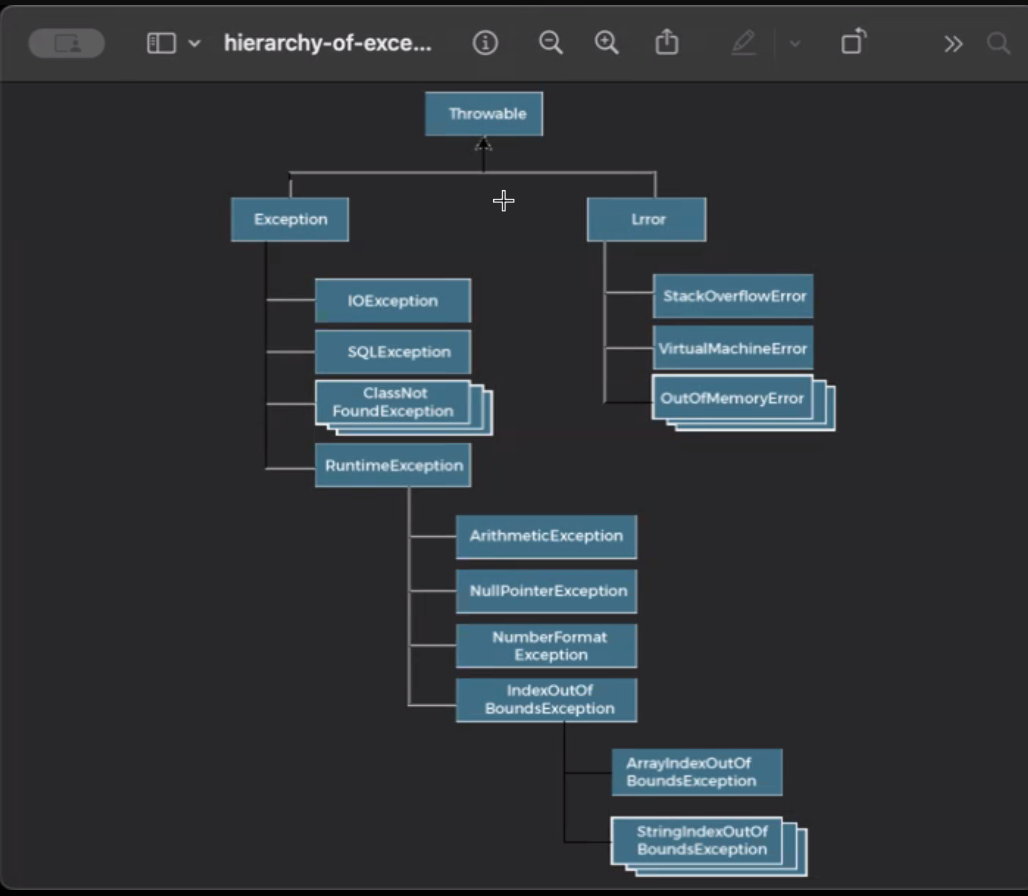 hierarchy-of-exce...
Throwable
Exception
Lrror
IOException
SQLException
ClassNot
FoundException
RuntimeException
StackOverflowError
VirtualMachineError
OutOfMemoryError
ArithmeticException
NullPointerException
NumberFormat
Exception
IndexOutOf
BoundsException
ArrayIndexOutOf
BoundsException
StringIndexOutOf
BoundsException